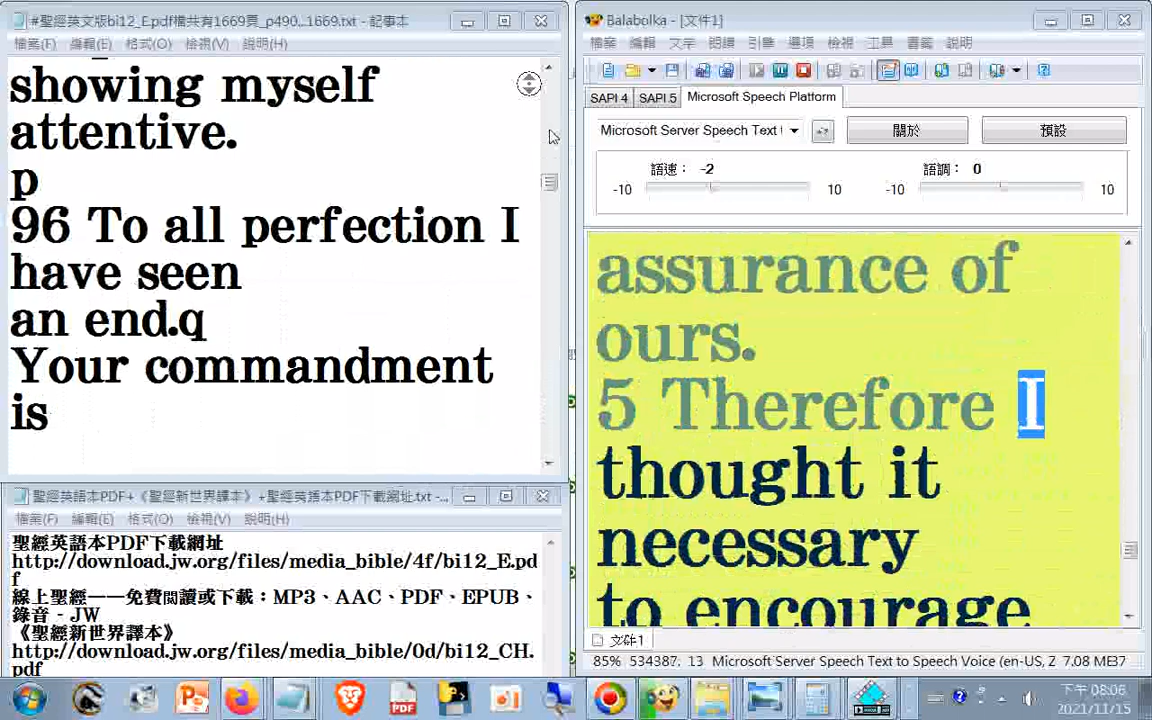 #聖經英文版bi12_E.pdf檔共有1669頁_p490,..1669.txt - 記事本
檔案(F) 編輯(E) 格式(O) 檢視(V) 說明(H)
showing myself
attentive.
p
96 To all perfection I
have seen
an end.q
Your commandment
is
聖經英語本PDF+《聖經新世界譯本》+聖經英語本PDF下載網址.txt -...
檔案(F) 編輯(E) 格式(O) 檢視(V) 說明(H)
聖經英語本PDF下載網址
http://download.jw.org/files/media_bible/4f/bi12_E.pd
f
線上聖經——免費閱讀或下載：MP3、AAC、PDF、EPUB、
錄音 - JW
《聖經新世界譯本》
http://download.jw.org/files/media_bible/0d/bi12_CH.
pdf
Balabolka - [文件1]
檔案 編輯 文字 朗讀 引擎 選項 檢視 工具 書籤 說明
SAPI 4 SAPI 5 Microsoft Speech Platform
Microsoft Server Speech Text
關於 預設
語速： -2 語調： 0
-10 10 -10 10
assurance of
ours.
5 Therefore I
thought it
necessary
to encourage
文件1
85% 534387: 13 Microsoft Server Speech Text to Speech Voice (en-US, Z 7.08 MB
下午 08:06
2021/11/15